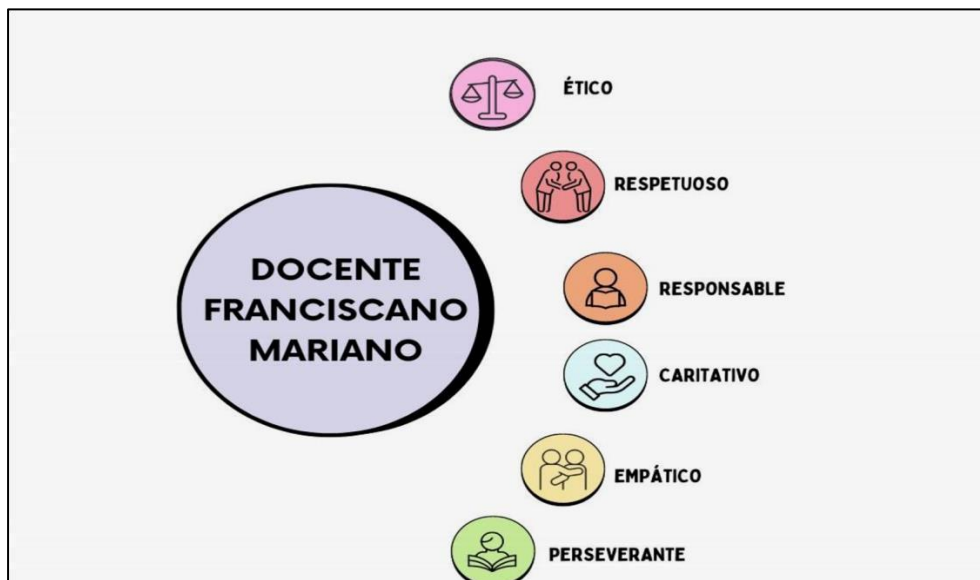 ÉTICO
RESPETUOSO
DOCENTE
FRANCISCANO
MARIANO
RESPONSABLE
CARITATIVO
EMPÁTICO
PERSEVERANTE